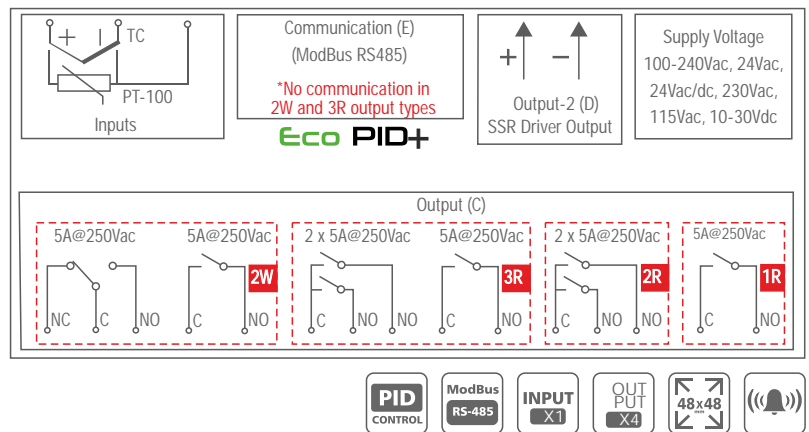 + − TC
PT-100
Inputs
Communication (E)
(ModBus RS485)
*No communication in
2W and 3R output types
+ −
Output-2 (D)
SSR Driver Output
Supply Voltage
100-240Vac, 24Vac,
24Vac/dc, 230Vac,
115Vac, 10-30Vdc
Eco PID+
Output (C)
5A@250Vac 5A@250Vac
2W
NC C NO C NO
2 x 5A@250Vac 5A@250Vac
3R
C NO NO C NO
2 x 5A@250Vac
2R
C NO NO
5A@250Vac
1R
C NO
PID
CONTROL
ModBus
RS-485
INPUT
X1
OUT
PUT
X4
48x48
mm